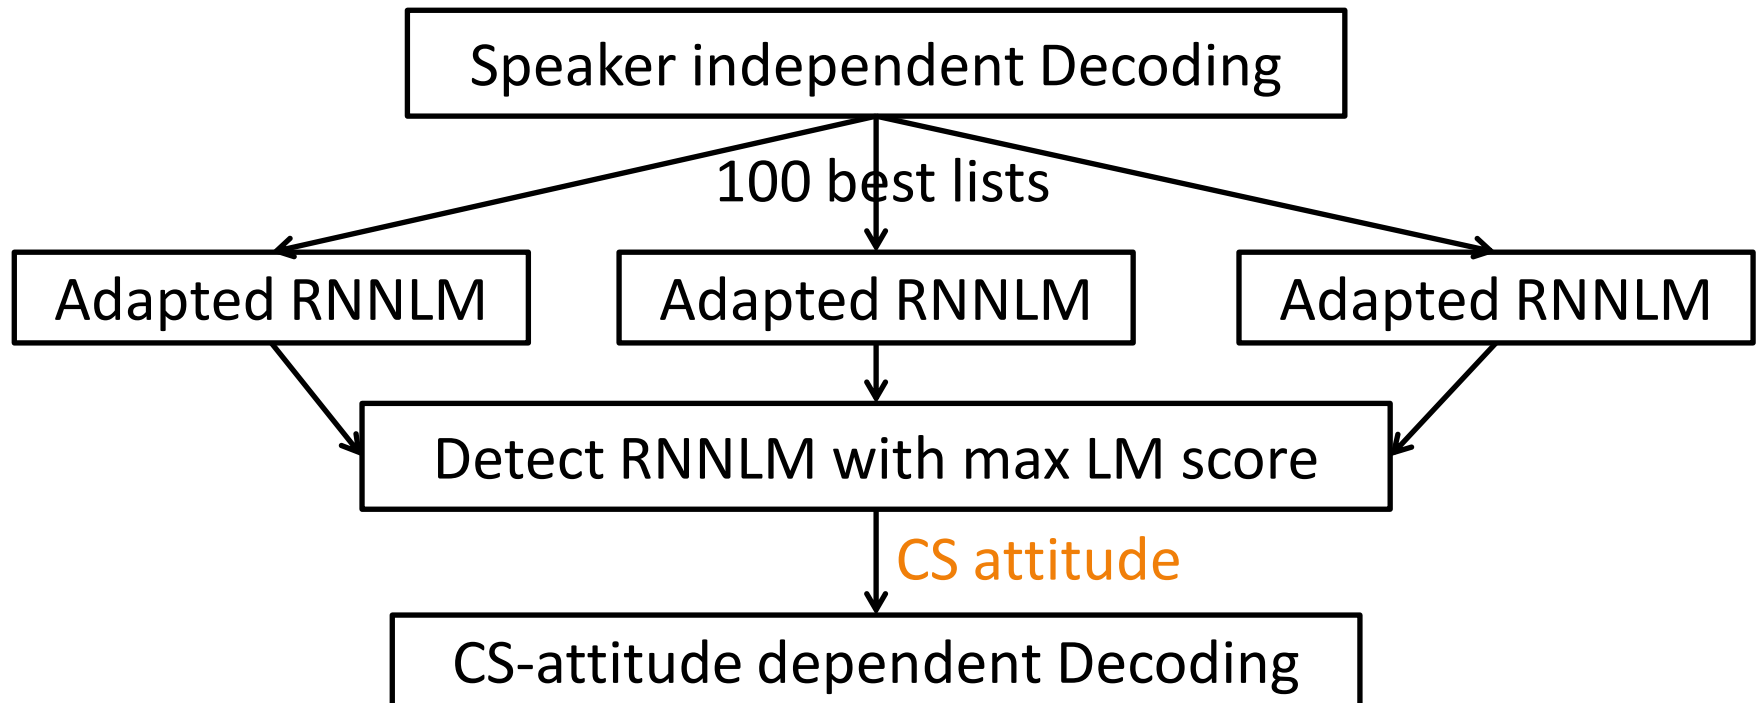 Speaker independent Decoding
100 best lists
Adapted RNNLM
Adapted RNNLM
Adapted RNNLM
Detect RNNLM with max LM score
CS attitude
CS-attitude dependent Decoding